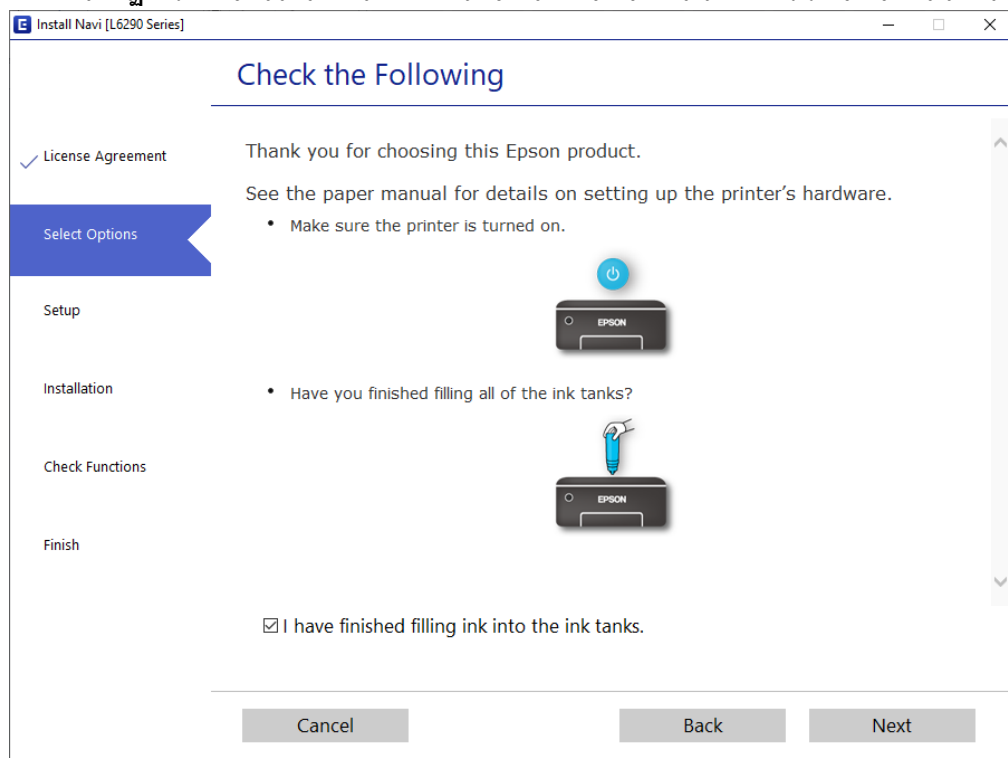 Install Navi [L6290 Series]
Check the Following
License Agreement
Select Options
Setup
Installation
Check Functions
Finish
Thank you for choosing this Epson product.
See the paper manual for details on setting up the printer’s hardware.
• Make sure the printer is turned on.
EPSON
• Have you finished filling all of the ink tanks?
EPSON
I have finished filling ink into the ink tanks.
Cancel
Back
Next